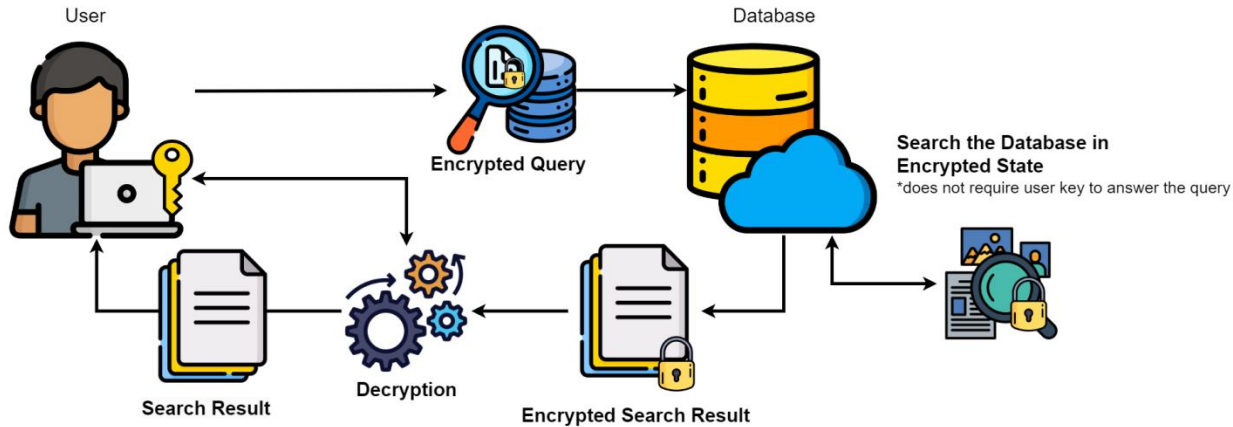 User
Database
Encrypted Query
Search the Database in
Encrypted State
*does not require user key to answer the query
Search Result
Decryption
Encrypted Search Result